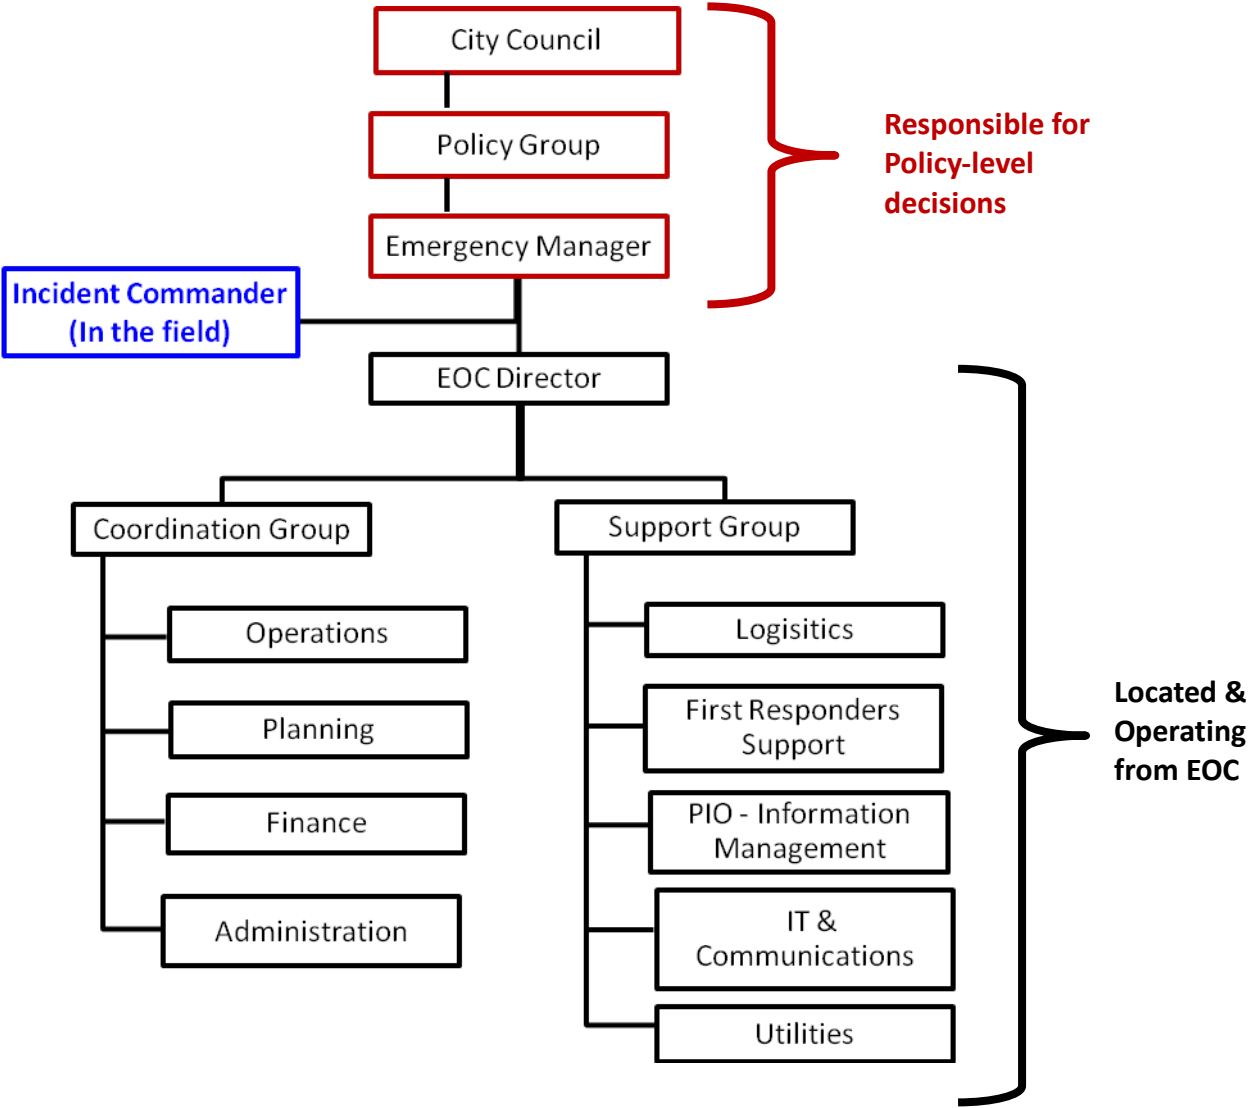 City Council
Responsible for
Policy-level
decisions
Policy Group
Emergency Manager
Incident Commander
(In the field)
EOC Director
Coordination Group
Operations
Planning
Finance
Administration
Support Group
Logisitics
First Responders
Support
PIO - Information
Management
IT &
Communications
Utilities
Located &
Operating
from EOC